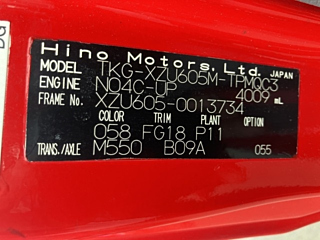 Hino Motors, Ltd. JAPAN
MODEL TKG-XZU605M-TPMQC3
ENGINE N04C-UP 4009 mL
FRAME No. XZU605-0013734
COLOR TRIM PLANT OPTION
058 FG18 P11
TRANS./AXLE M550 B09A 055